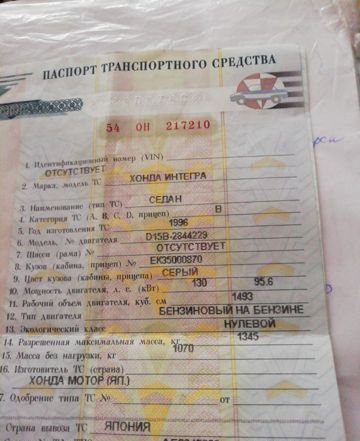 ПАСПОРТ ТРАНСПОРТНОГО СРЕДСТВА
54 ОН 217210
1. Идентификационный номер (VIN)
ОТСУТСТВУЕТ
2. Марка, модель ТС ХОНДА ИНТЕГРА
3. Наименование (тип ТС) СЕДАН
4. Категория ТС (A, B, C, D, прицеп) B
5. Год изготовления ТС 1996
6. Модель, № двигателя D15B-2844229
7. Шасси (рама) № ОТСУТСТВУЕТ
8. Кузов (кабина, прицеп) № EK35000870
9. Цвет кузова (кабины, прицепа) СЕРЫЙ
10. Мощность двигателя, л. с. (кВт) 130 95.6
11. Рабочий объем двигателя, куб. см 1493
12. Тип двигателя БЕНЗИНОВЫЙ НА БЕНЗИНЕ
13. Экологический класс НУЛЕВОЙ
14. Разрешенная максимальная масса, кг 1345
15. Масса без нагрузки, кг 1070
16. Изготовитель ТС (страна)
ХОНДА МОТОР (ЯП.)
7. Одобрение типа ТС № от
Страна вывоза ТС ЯПОНИЯ